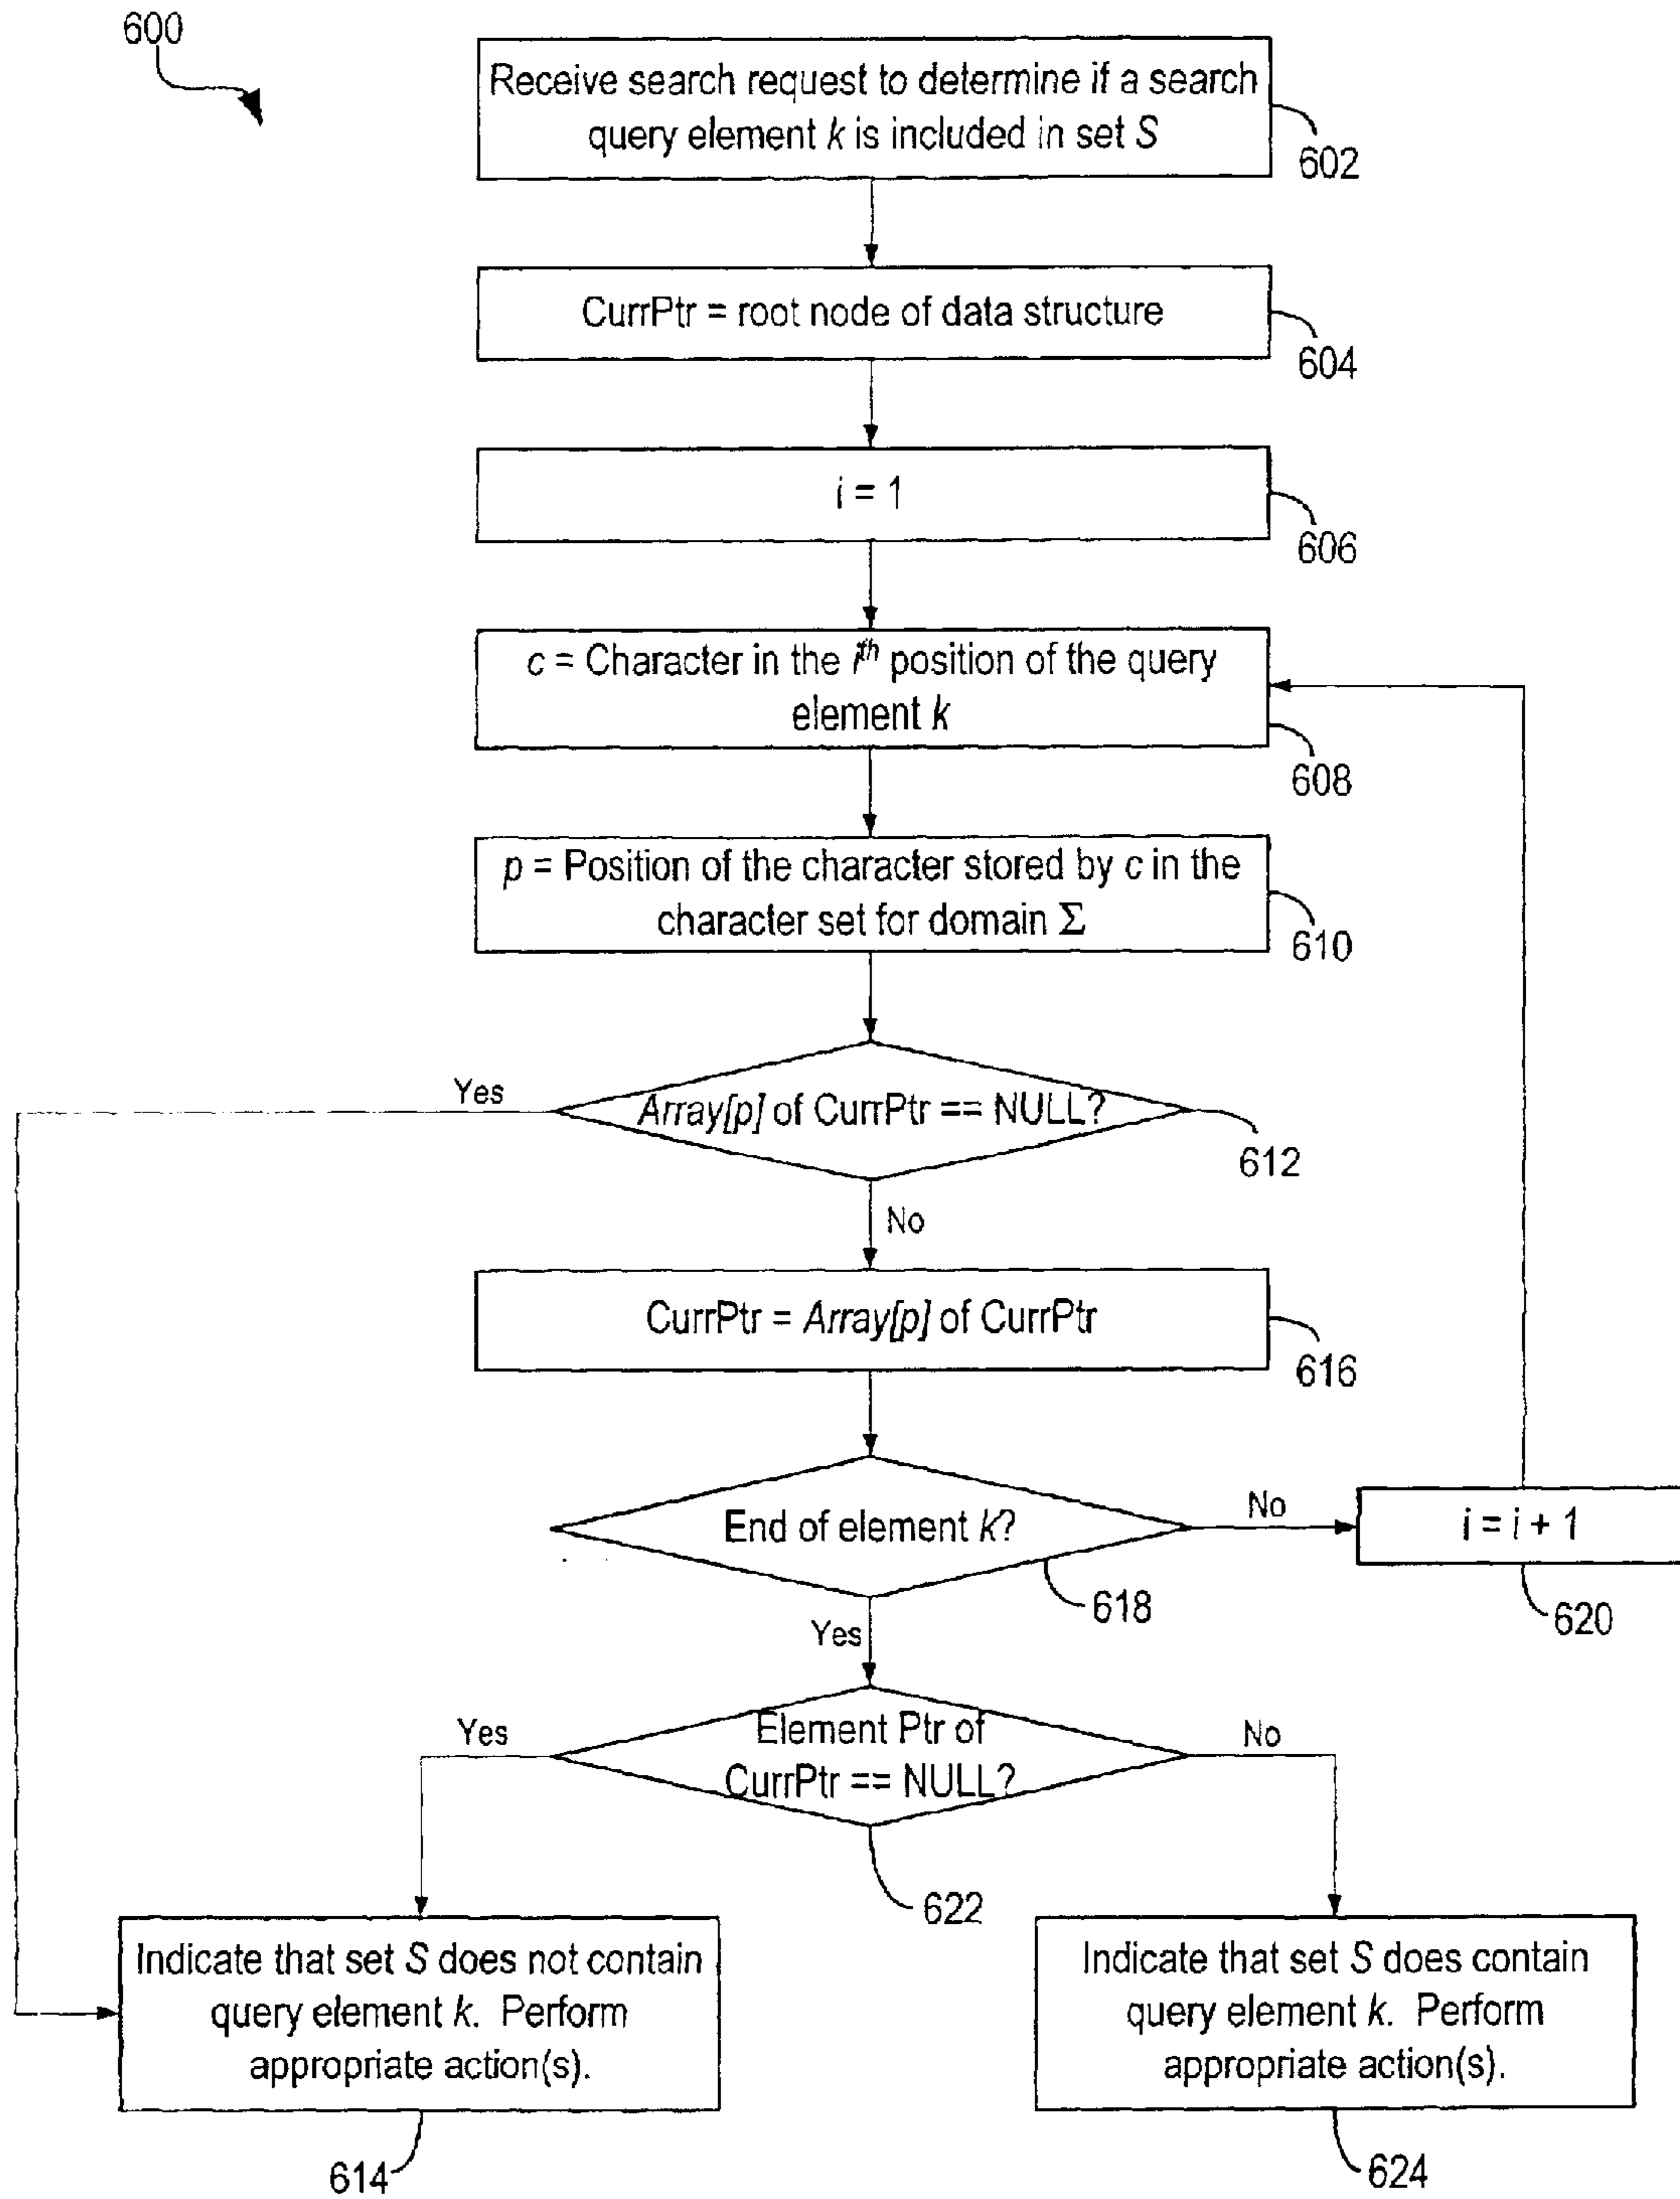 600
Receive search request to determine if a search
query element k is included in set S
602
CurrPtr = root node of data structure
604
i = 1
606
c = Character in the ith position of the query
element k
608
p = Position of the character stored by c in the
character set for domain Σ
610
Yes
Array[p] of CurrPtr == NULL?
612
No
CurrPtr = Array[p] of CurrPtr
616
End of element k?
No
i = i + 1
618
620
Yes
Yes
Element Ptr of
CurrPtr == NULL?
No
622
Indicate that set S does not contain
query element k. Perform
appropriate action(s).
614
Indicate that set S does contain
query element k. Perform
appropriate action(s).
624